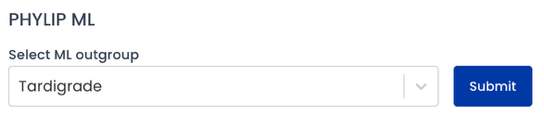 PHYLIP ML
Select ML outgroup
Tardigrade
Submit